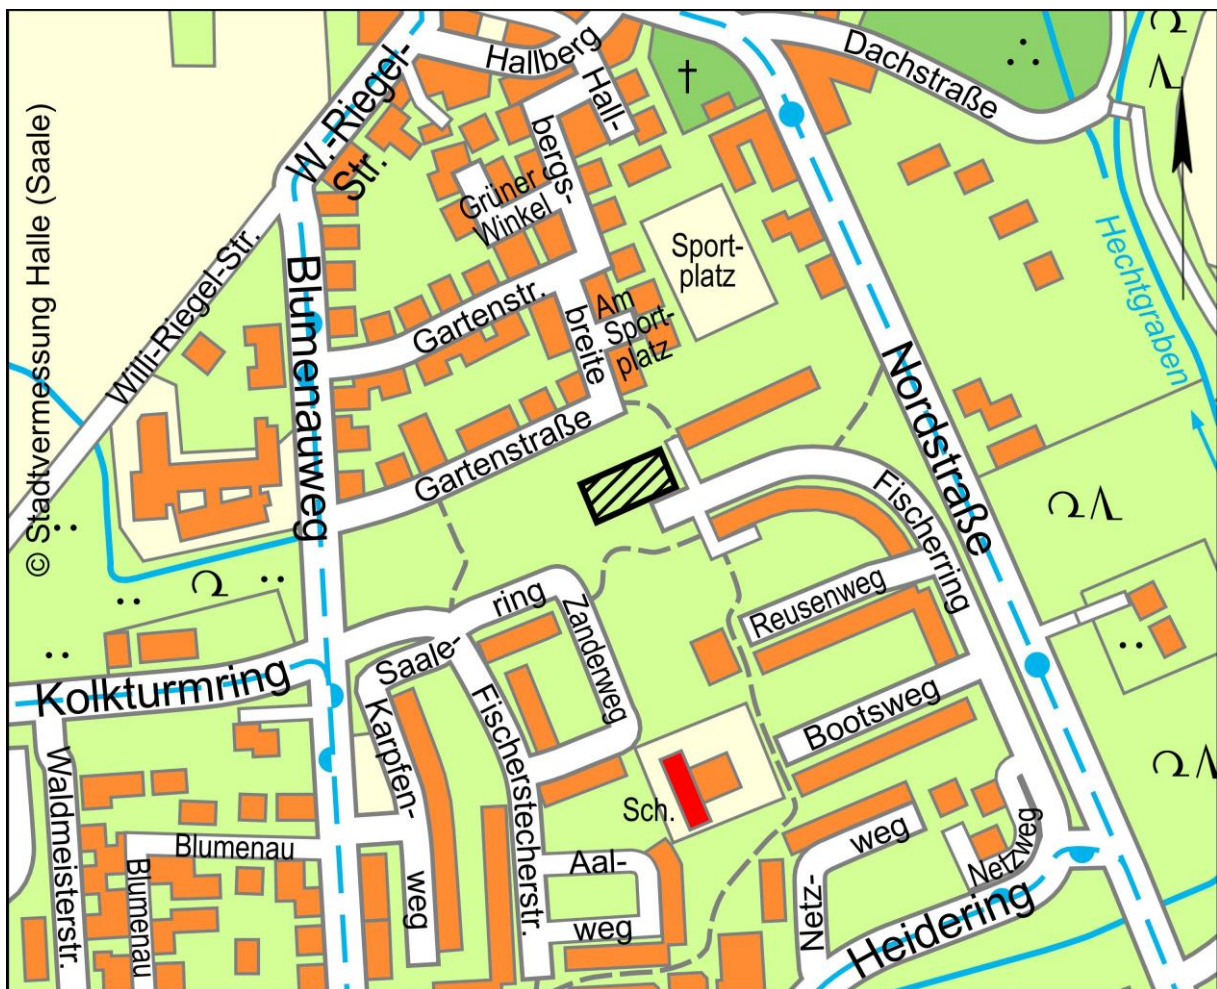 © Stadtvermessung Halle (Saale)
W.-Riegel-
Str.
Hallberg
Hall-
bergs-
breite
Dachstraße
Grüner
Winkel
Sport-
platz
Willi-Riegel-Str.
Blumenauweg
Gartenstr.
Am
Sport-
platz
Hechtgraben
Nordstraße
Gartenstraße
Fischerring
Reusenweg
Saale-
ring
Zanderweg
Kolkturmring
Karpfen-
weg
Fischerstecherstr.
Bootsweg
Waldmeisterstr.
Blumenau
Blumenau
Sch.
Aal-
weg
Netz-
weg
Netzweg
Heidering